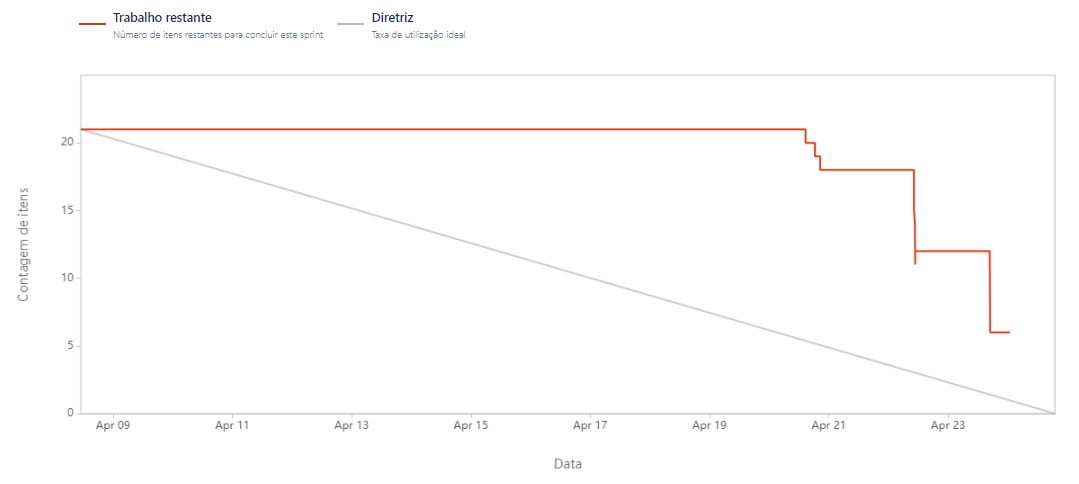 Trabalho restante
Número de itens restantes para concluir este sprint
Diretriz
Taxa de utilização ideal
Contagem de itens
20
15
10
5
0
Apr 09
Apr 11
Apr 13
Apr 15
Apr 17
Apr 19
Apr 21
Apr 23
Data